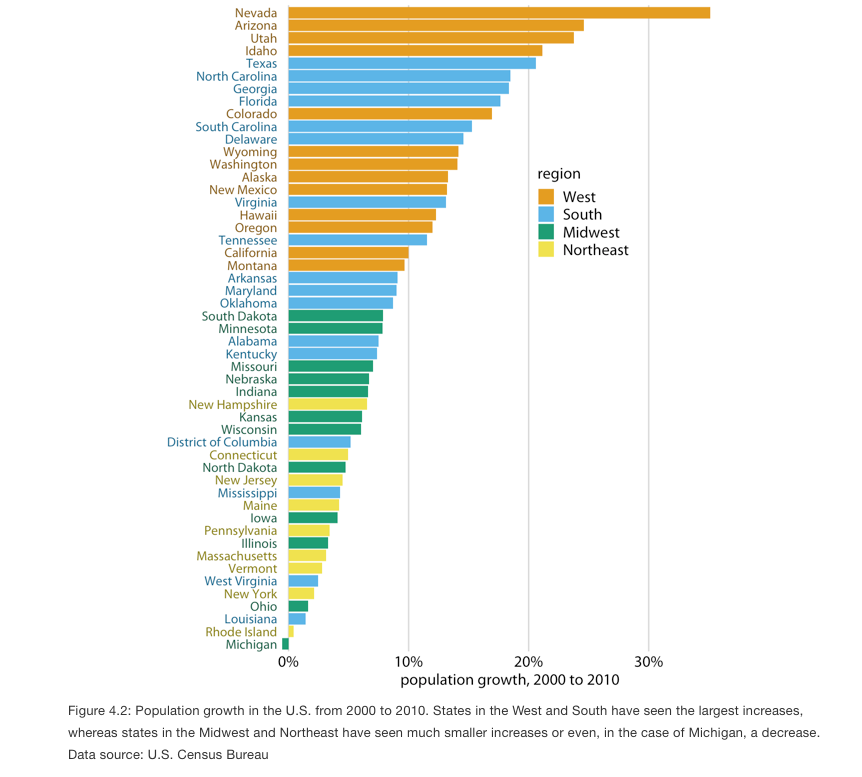 Nevada
Arizona
Utah
Idaho
Texas
North Carolina
Georgia
Florida
Colorado
South Carolina
Delaware
Wyoming
Washington
Alaska
New Mexico
Virginia
Hawaii
Oregon
Tennessee
California
Montana
Arkansas
Maryland
Oklahoma
South Dakota
Minnesota
Alabama
Kentucky
Missouri
Nebraska
Indiana
New Hampshire
Kansas
Wisconsin
District of Columbia
Connecticut
North Dakota
New Jersey
Mississippi
Maine
Iowa
Pennsylvania
Illinois
Massachusetts
Vermont
West Virginia
New York
Ohio
Louisiana
Rhode Island
Michigan
region
West
South
Midwest
Northeast
0% 10% 20% 30%
population growth, 2000 to 2010
Figure 4.2: Population growth in the U.S. from 2000 to 2010. States in the West and South have seen the largest increases,
whereas states in the Midwest and Northeast have seen much smaller increases or even, in the case of Michigan, a decrease.
Data source: U.S. Census Bureau